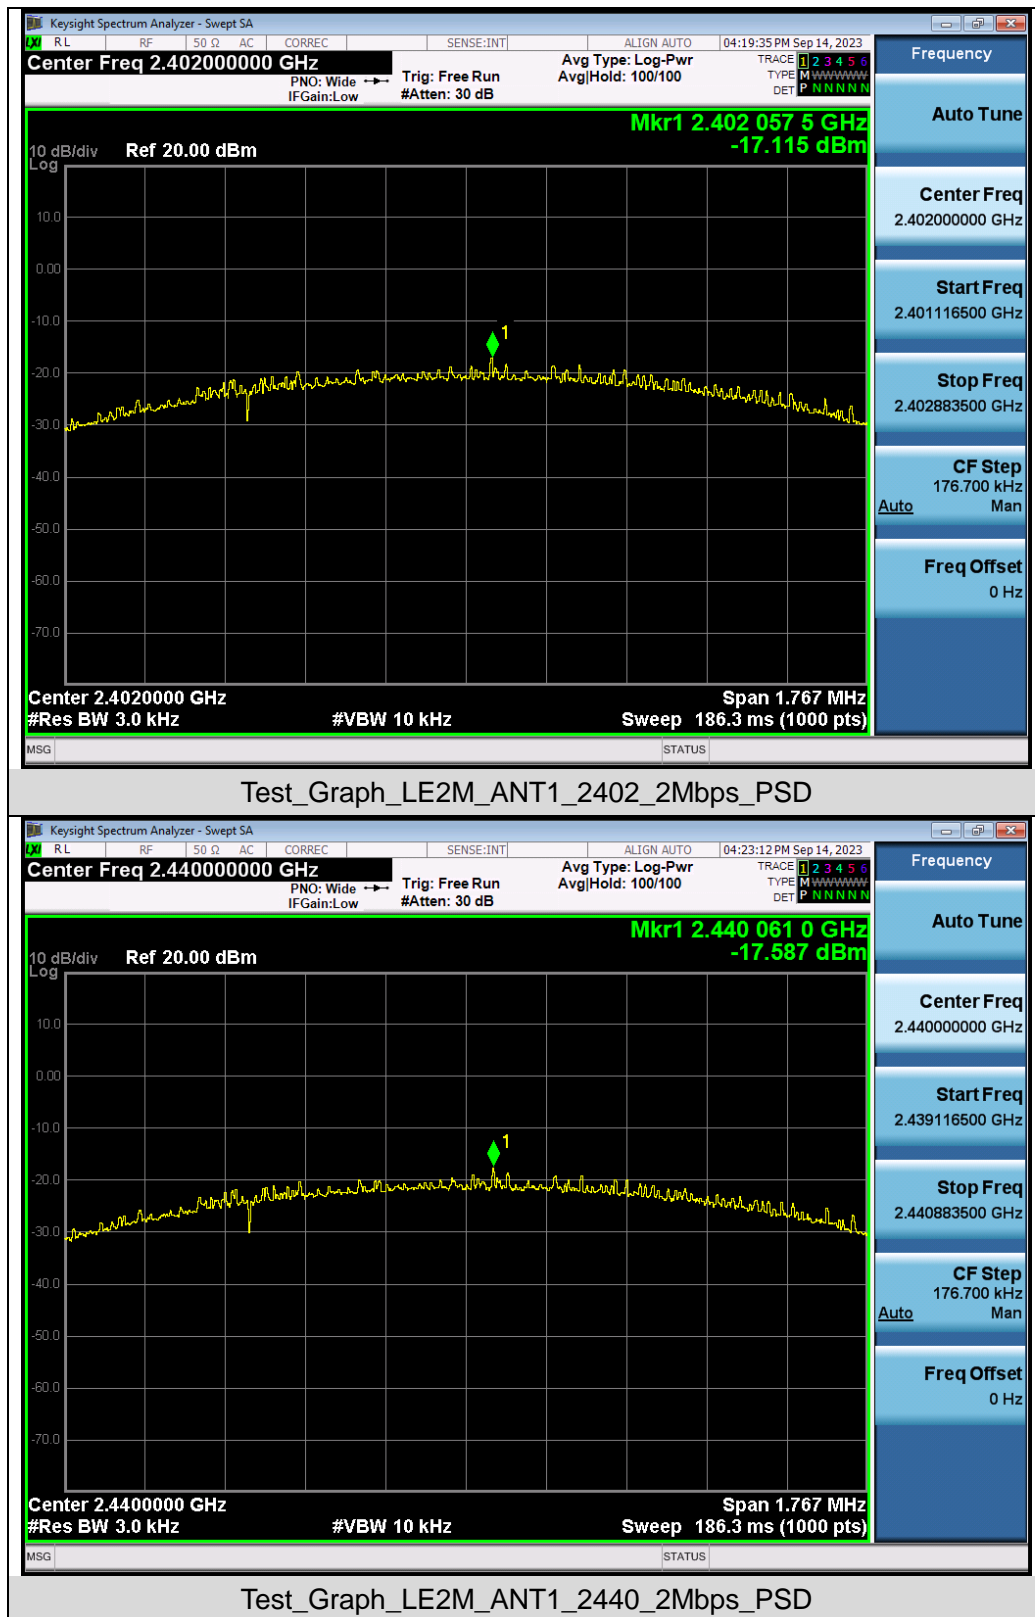 Keysight Spectrum Analyzer - Swept SA
LXI RL RF 50 Ω AC CORREC SENSE:INT ALIGN AUTO 04:19:35 PM Sep 14, 2023
Center Freq 2.402000000 GHz
PNO: Wide
IFGain:Low
Trig: Free Run
#Atten: 30 dB
Avg Type: Log-Pwr
Avg|Hold: 100/100
TRACE 1 2 3 4 5 6
TYPE M WWWWW
DET P N N N N N
Mkr1 2.402 057 5 GHz
-17.115 dBm
10 dB/div
Log
Ref 20.00 dBm
10.0
0.00
-10.0
-20.0
-30.0
-40.0
-50.0
-60.0
-70.0
1
Center 2.4020000 GHz
Span 1.767 MHz
#Res BW 3.0 kHz
#VBW 10 kHz
Sweep 186.3 ms (1000 pts)
MSG
STATUS
Frequency
Auto Tune
Center Freq
2.402000000 GHz
Start Freq
2.401116500 GHz
Stop Freq
2.402883500 GHz
CF Step
176.700 kHz
Auto Man
Freq Offset
0 Hz
Test_Graph_LE2M_ANT1_2402_2Mbps_PSD
Keysight Spectrum Analyzer - Swept SA
LXI RL RF 50 Ω AC CORREC SENSE:INT ALIGN AUTO 04:23:12 PM Sep 14, 2023
Center Freq 2.440000000 GHz
PNO: Wide
IFGain:Low
Trig: Free Run
#Atten: 30 dB
Avg Type: Log-Pwr
Avg|Hold: 100/100
TRACE 1 2 3 4 5 6
TYPE M WWWWW
DET P N N N N N
Mkr1 2.440 061 0 GHz
-17.587 dBm
10 dB/div
Log
Ref 20.00 dBm
10.0
0.00
-10.0
-20.0
-30.0
-40.0
-50.0
-60.0
-70.0
1
Center 2.4400000 GHz
Span 1.767 MHz
#Res BW 3.0 kHz
#VBW 10 kHz
Sweep 186.3 ms (1000 pts)
MSG
STATUS
Frequency
Auto Tune
Center Freq
2.440000000 GHz
Start Freq
2.439116500 GHz
Stop Freq
2.440883500 GHz
CF Step
176.700 kHz
Auto Man
Freq Offset
0 Hz
Test_Graph_LE2M_ANT1_2440_2Mbps_PSD